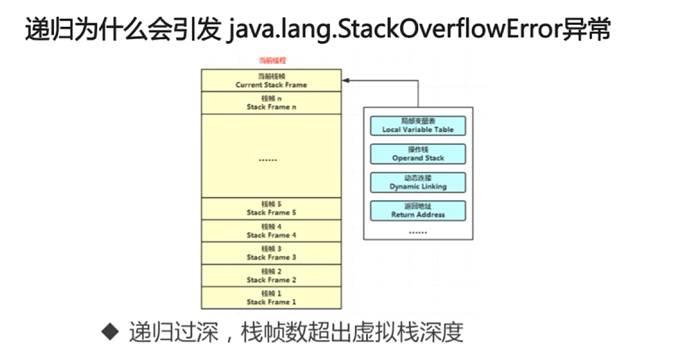 递归为什么会引发 java.lang.StackOverflowError异常
当前线程
当前栈帧
Current Stack Frame
栈帧 n
Stack Frame n
......
栈帧 5
Stack Frame 5
栈帧 4
Stack Frame 4
栈帧 3
Stack Frame 3
栈帧 2
Stack Frame 2
栈帧 1
Stack Frame 1
局部变量表
Local Variable Table
操作栈
Operand Stack
动态连接
Dynamic Linking
返回地址
Return Address
......
◆ 递归过深，栈帧数超出虚拟栈深度